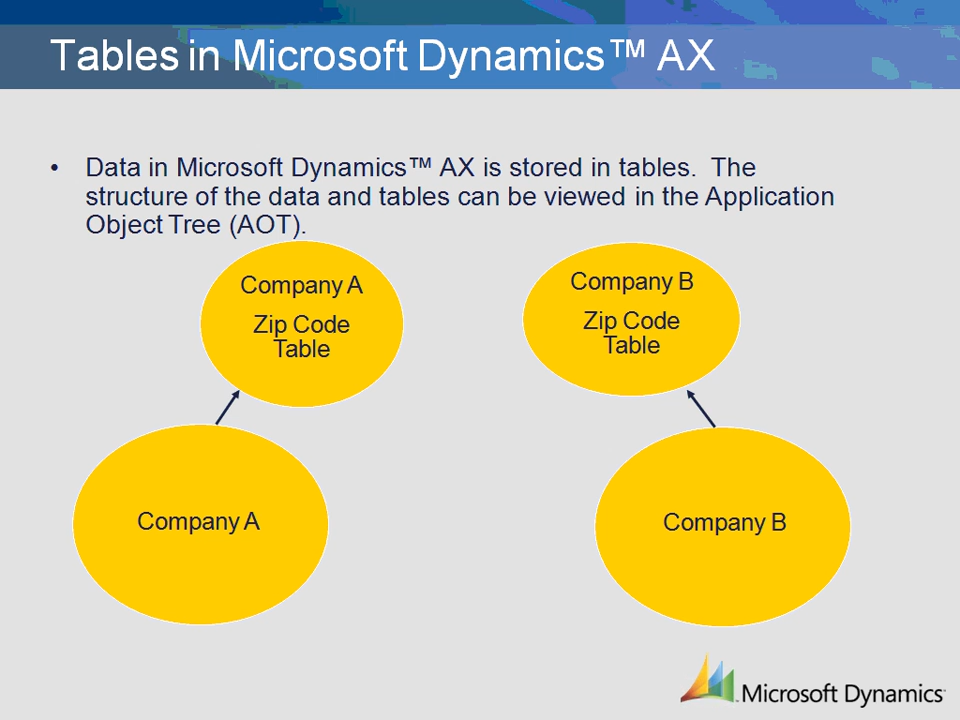 Tables in Microsoft Dynamics™ AX
• Data in Microsoft Dynamics™ AX is stored in tables.  The
structure of the data and tables can be viewed in the Application
Object Tree (AOT).
Company A
Zip Code
Table
Company B
Zip Code
Table
Company A
Company B
Microsoft Dynamics